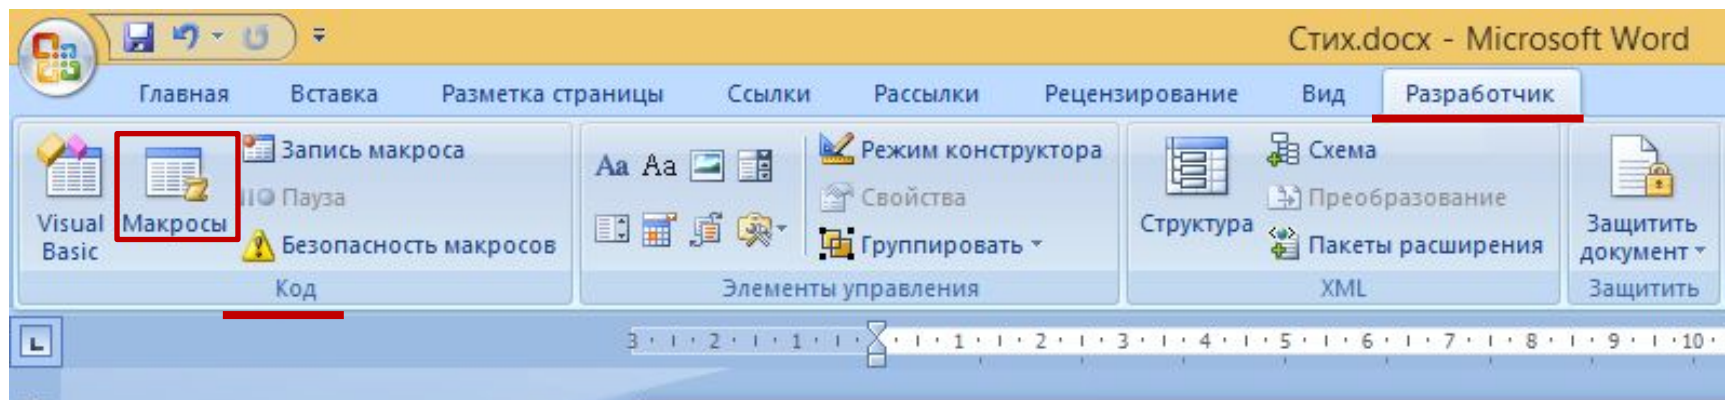 Стих.docx - Microsoft Word
Главная Вставка Разметка страницы Ссылки Рассылки Рецензирование Вид Разработчик
Visual Basic
Макросы
Запись макроса
Пауза
Безопасность макросов
Код
Aa Aa
Режим конструктора
Свойства
Группировать
Элементы управления
Структура
Схема
Преобразование
Пакеты расширения
XML
Защитить
документ
Защитить
L
3 2 1 1 2 3 4 5 6 7 8 9 10